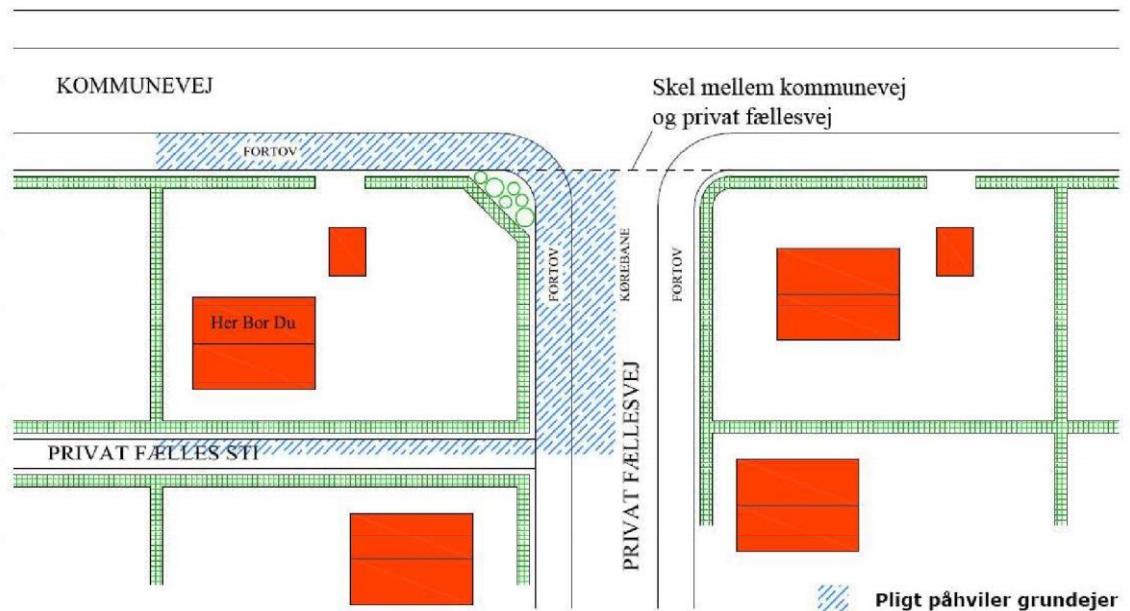 KOMMUNEVEJ
Skel mellem kommunevej
og privat fællesvej
FORTOV
FORTOV
KØREBANE
FORTOV
Her Bor Du
PRIVAT FÆLLESVEJ
PRIVAT FÆLLES STI
Pligt påhviler grundejer